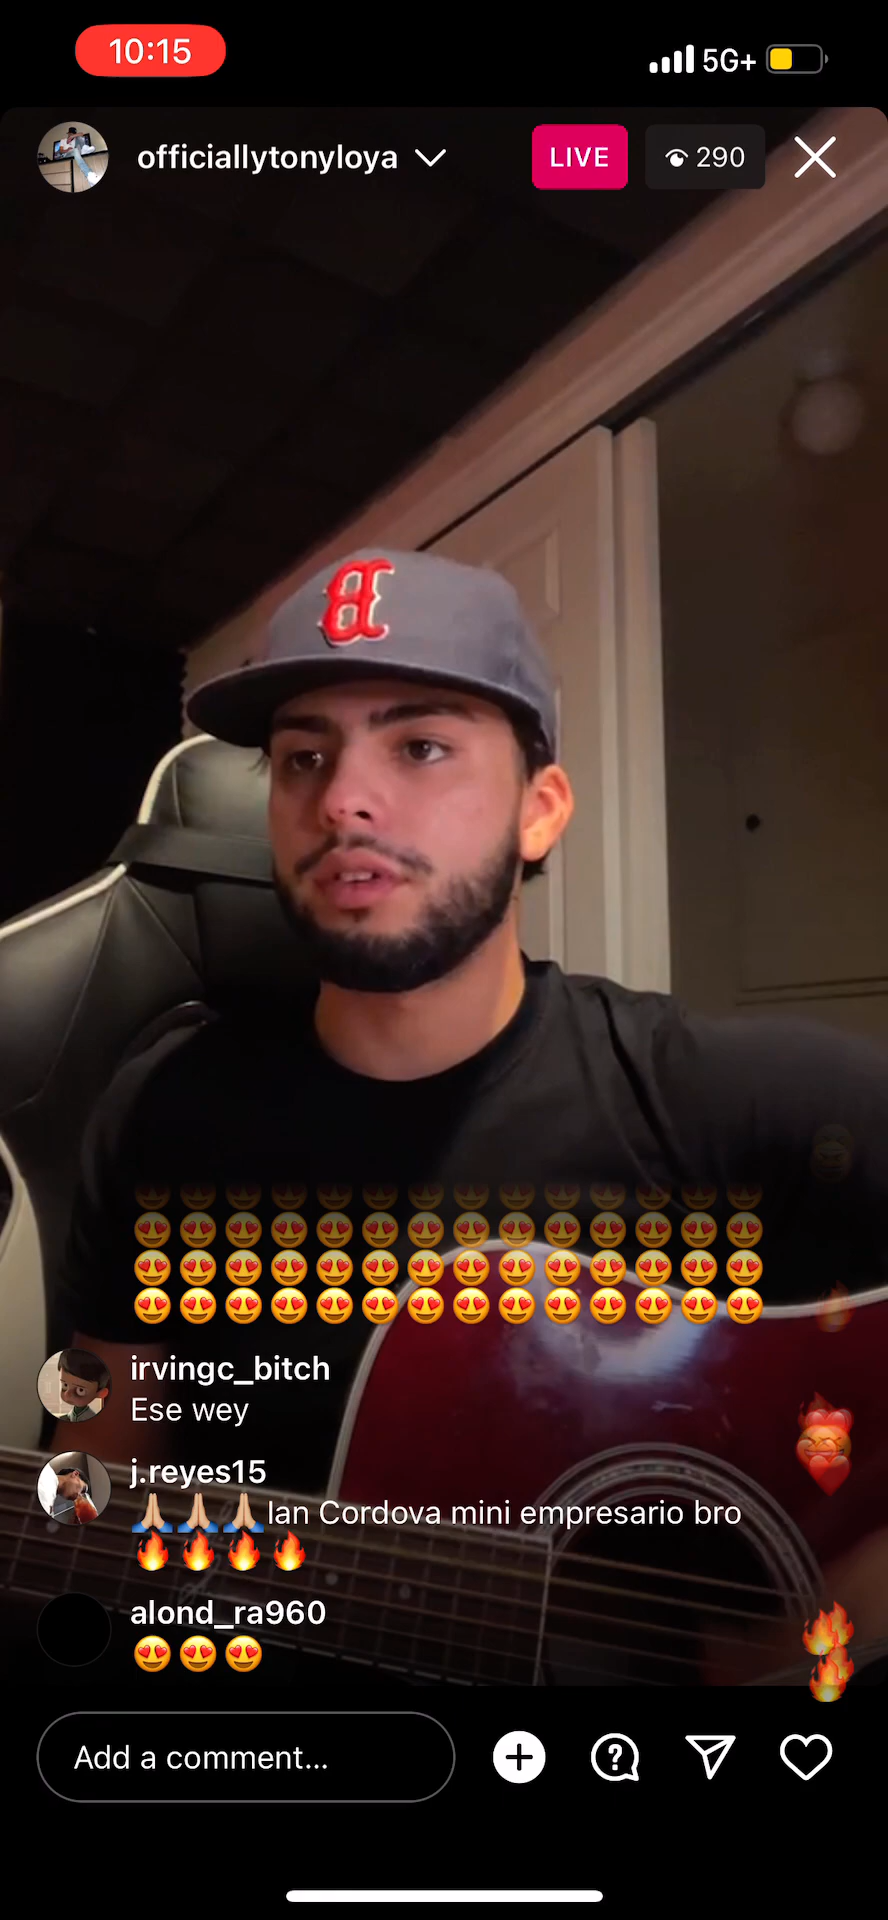 10:15
5G+
officiallytonyloya
LIVE
290
B
irvingc_bitch
Ese wey
j.reyes15
🙏🏼🙏🏼🙏🏼Ian Cordova mini empresario bro
🔥🔥🔥🔥
alond_ra960
😍😍😍
Add a comment...